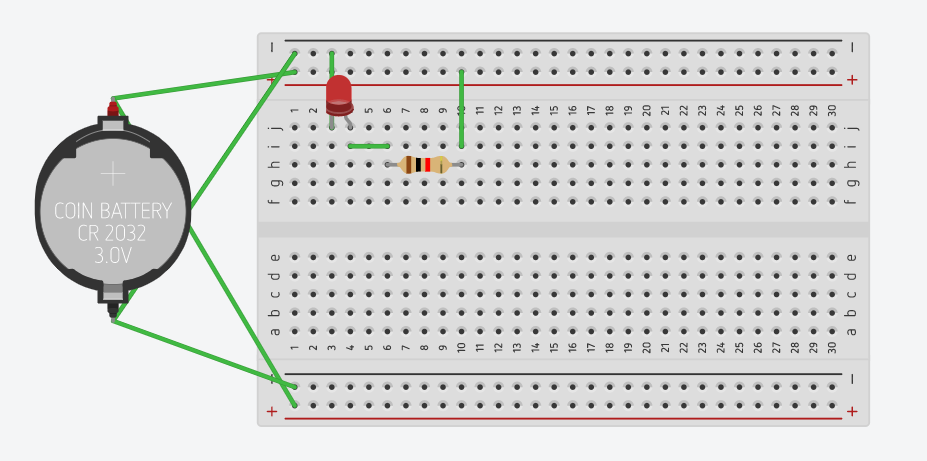 − −
+ +
1 2 3 4 5 6 7 8 9 10 11 12 13 14 15 16 17 18 19 20 21 22 23 24 25 26 27 28 29 30
j j
i i
h h
g g
f f
COIN BATTERY
CR 2032
3.0V
e e
d d
c c
b b
a a
1 2 3 4 5 6 7 8 9 10 11 12 13 14 15 16 17 18 19 20 21 22 23 24 25 26 27 28 29 30
− −
+ +